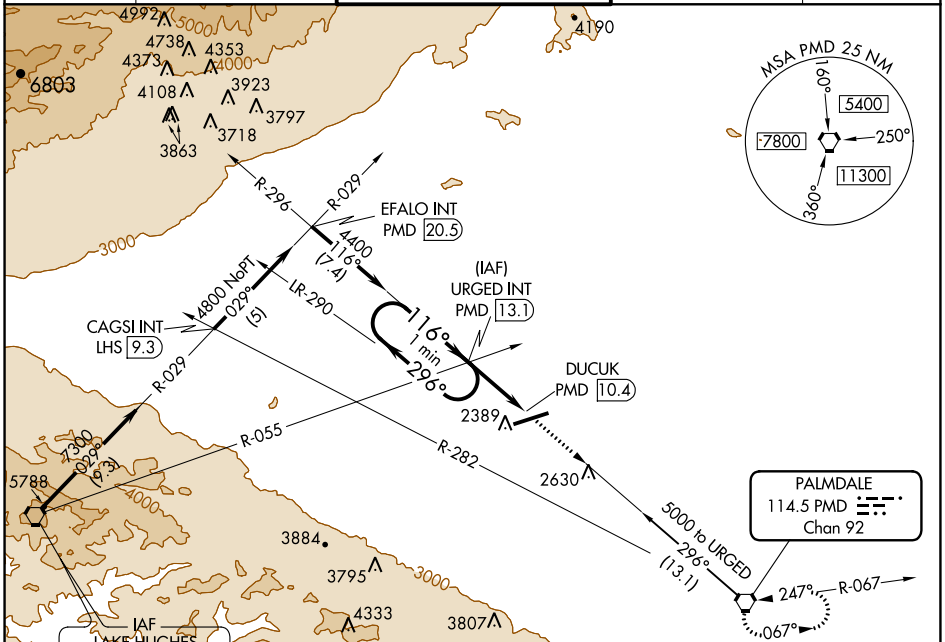 4992
5000
4190
4738
4353
4373
4000
6803
4108
3923
3797
3718
3863
MSA PMD 25 NM
160°
5400
7800
250°
11300
360°
R-296
R-029
EFALO INT
PMD 20.5
3000
4400
116°
(7.4)
(IAF)
URGED INT
PMD 13.1
4800 NoPT
029°
(5)
LR-290
CAGSI INT
LHS 9.3
116°
1 min
296°
DUCUK
PMD 10.4
R-029
2389
R-055
R-282
7300
029°
(9.3)
5788
4000
2630
PALMDALE
114.5 PMD
Chan 92
5000 to URGED
296°
(13.1)
3884
3795
3000
247°
R-067
067°
4333
3807
IAF
LAKE HUGHES